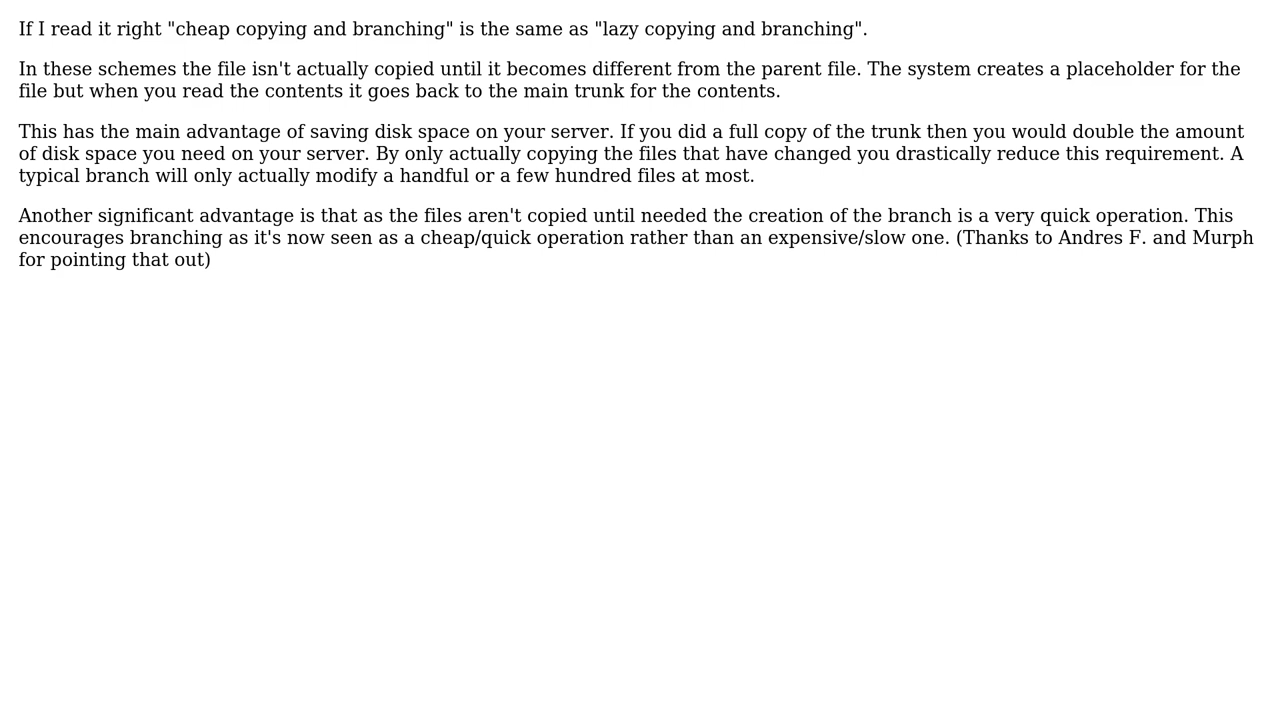 If I read it right "cheap copying and branching" is the same as "lazy copying and branching".
In these schemes the file isn't actually copied until it becomes different from the parent file. The system creates a placeholder for the
file but when you read the contents it goes back to the main trunk for the contents.
This has the main advantage of saving disk space on your server. If you did a full copy of the trunk then you would double the amount
of disk space you need on your server. By only actually copying the files that have changed you drastically reduce this requirement. A
typical branch will only actually modify a handful or a few hundred files at most.
Another significant advantage is that as the files aren't copied until needed the creation of the branch is a very quick operation. This
encourages branching as it's now seen as a cheap/quick operation rather than an expensive/slow one. (Thanks to Andres F. and Murph
for pointing that out)